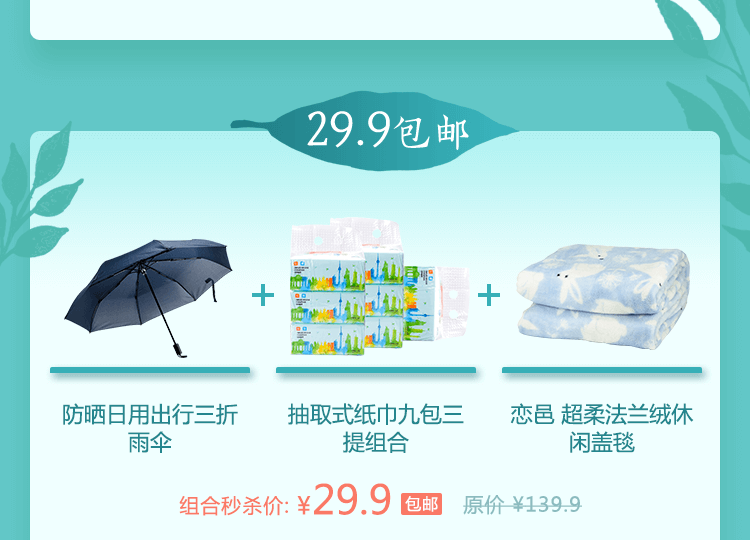 29.9包邮
防晒日用出行三折
雨伞
抽取式纸巾九包三
提组合
恋邑 超柔法兰绒休
闲盖毯
组合秒杀价: ¥29.9 包邮 原价 ¥139.9